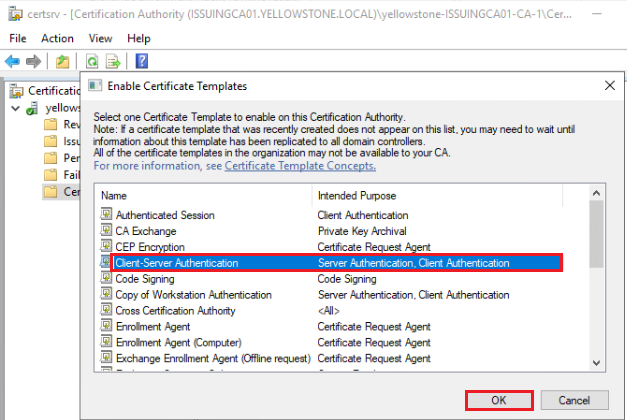 certsrv - [Certification Authority (ISSUINGCA01.YELLOWSTONE.LOCAL)\yellowstone-ISSUINGCA01-CA-1\Cer...
File Action View Help
Certification
yellows
Rev
Issu
Pen
Fail
Cer
Enable Certificate Templates
Select one Certificate Template to enable on this Certification Authority.
Note: If a certificate template that was recently created does not appear on this list, you may need to wait until
information about this template has been replicated to all domain controllers.
All of the certificate templates in the organization may not be available to your CA.
For more information, see Certificate Template Concepts.
Name Intended Purpose
Authenticated Session Client Authentication
CA Exchange Private Key Archival
CEP Encryption Certificate Request Agent
Client-Server Authentication Server Authentication, Client Authentication
Code Signing Code Signing
Copy of Workstation Authentication Server Authentication, Client Authentication
Cross Certification Authority <All>
Enrollment Agent Certificate Request Agent
Enrollment Agent (Computer) Certificate Request Agent
Exchange Enrollment Agent (Offline request) Certificate Request Agent
OK Cancel